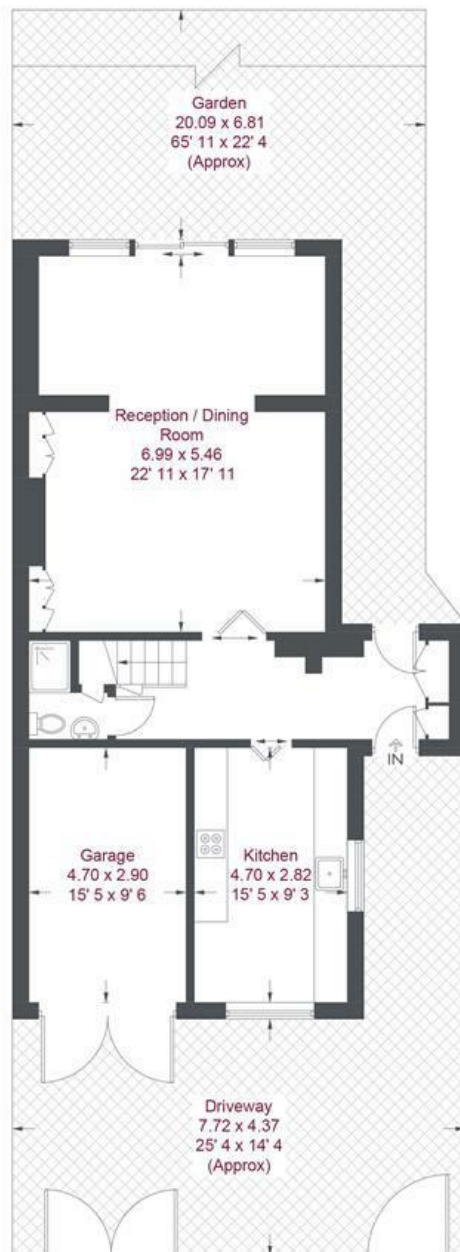 Garden
20.09 x 6.81
65' 11 x 22' 4
(Approx)
Reception / Dining
Room
6.99 x 5.46
22' 11 x 17' 11
IN
Garage
4.70 x 2.90
15' 5 x 9' 6
Kitchen
4.70 x 2.82
15' 5 x 9' 3
Driveway
7.72 x 4.37
25' 4 x 14' 4
(Approx)